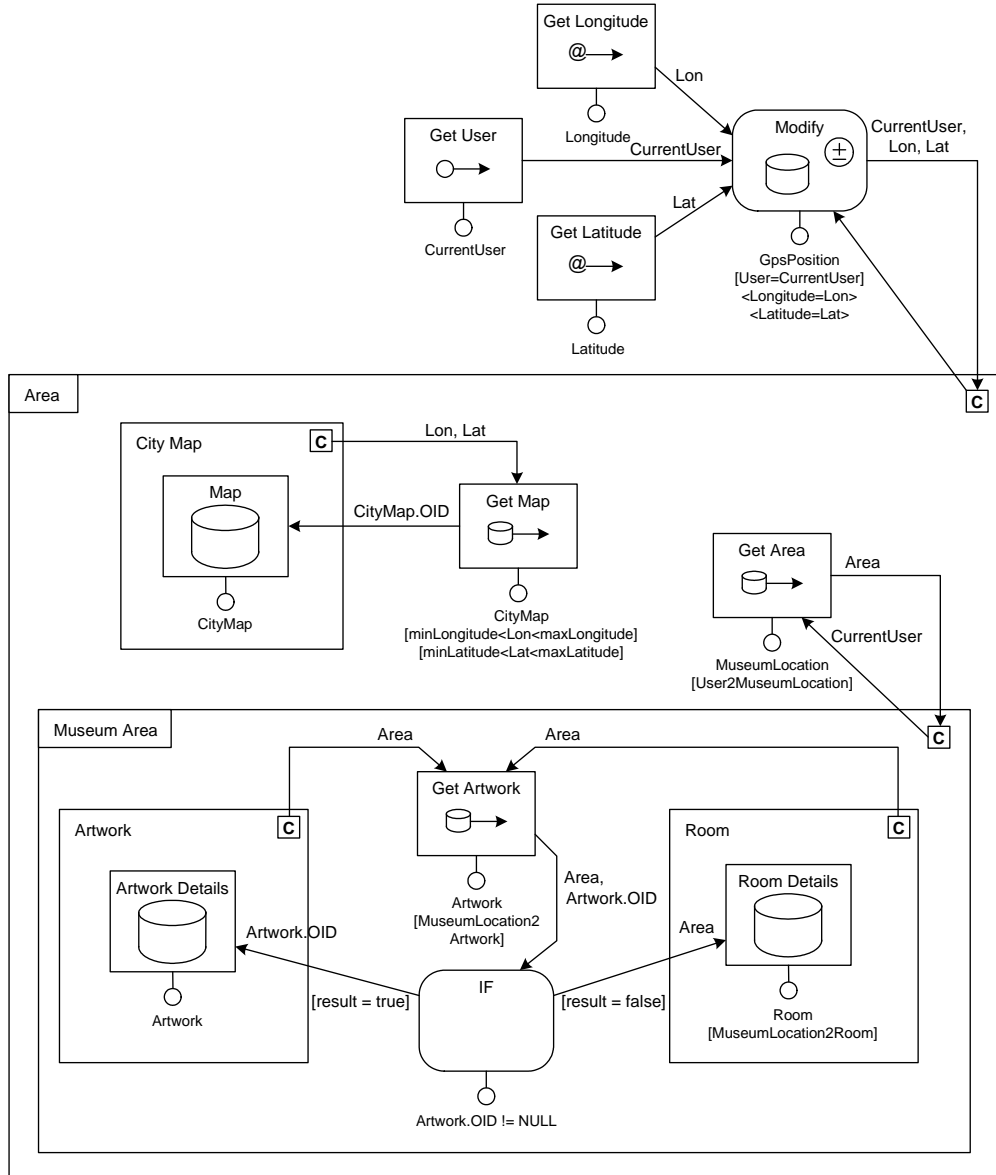 Get Longitude
@
Lon
Longitude
Get User
CurrentUser
CurrentUser
Modify
±
CurrentUser,
Lon, Lat
Lat
Get Latitude
@
Latitude
GpsPosition
[User=CurrentUser]
<Longitude=Lon>
<Latitude=Lat>
Area
C
City Map
C
Lon, Lat
Map
CityMap.OID
Get Map
CityMap
CityMap
[minLongitude<Lon<maxLongitude]
[minLatitude<Lat<maxLatitude]
Get Area
Area
CurrentUser
MuseumLocation
[User2MuseumLocation]
Museum Area
C
Area
Area
Get Artwork
Artwork
C
Room
C
Artwork Details
Artwork.OID
Artwork
Artwork
[MuseumLocation2
Artwork]
Area,
Artwork.OID
Room Details
Area
Room
[MuseumLocation2Room]
[result = true]
IF
[result = false]
Artwork.OID != NULL